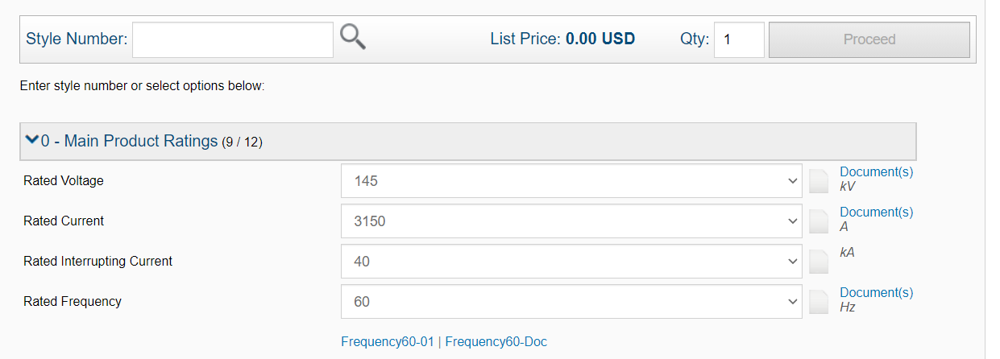 Style Number: List Price: 0.00 USD Qty: 1 Proceed
Enter style number or select options below:
0 - Main Product Ratings (9 / 12)
Rated Voltage 145 Document(s)
kV
Rated Current 3150 Document(s)
A
Rated Interrupting Current 40 kA
Rated Frequency 60 Document(s)
Hz
Frequency60-01 | Frequency60-Doc